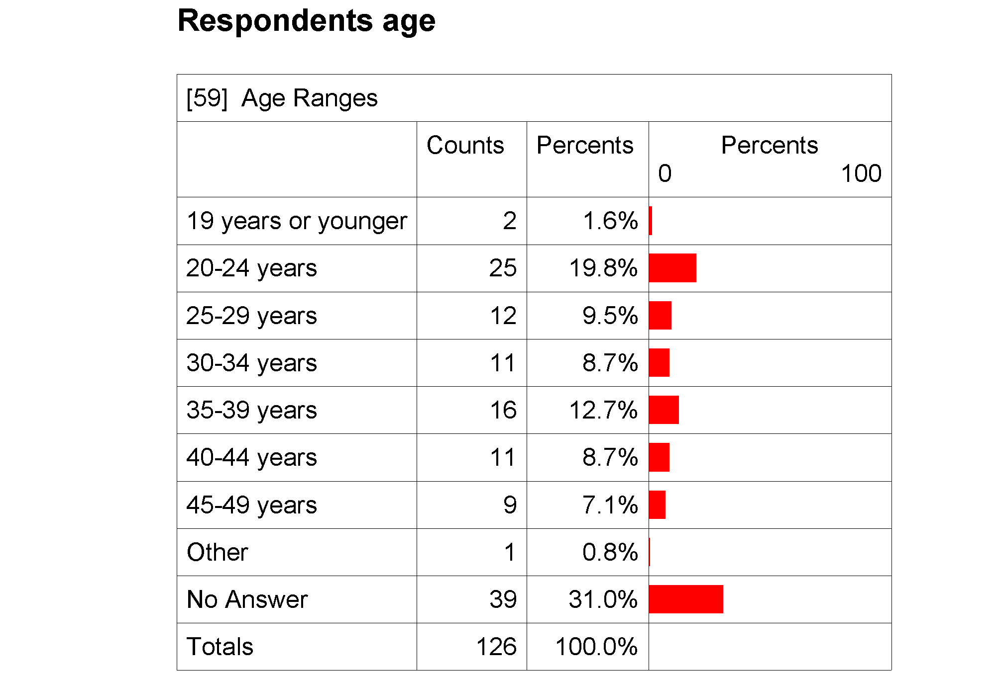 Respondents age
[59] Age Ranges
Counts Percents Percents
0 100
19 years or younger 2 1.6%
20-24 years 25 19.8%
25-29 years 12 9.5%
30-34 years 11 8.7%
35-39 years 16 12.7%
40-44 years 11 8.7%
45-49 years 9 7.1%
Other 1 0.8%
No Answer 39 31.0%
Totals 126 100.0%